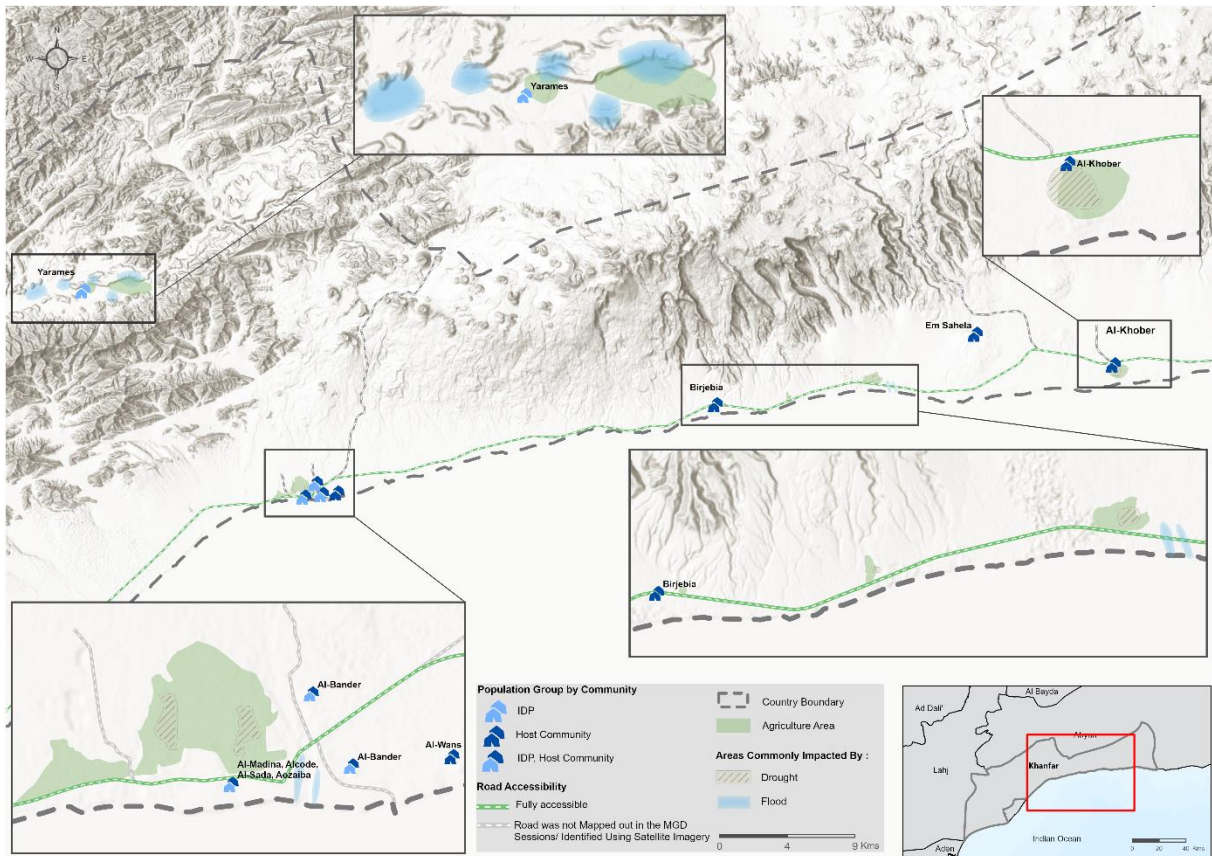 N
W E
S
Yarames
Al-Khober
Yarames
Em Sahela
Al-Khober
Birjebia
Birjebia
Al-Bander
Al-Wans
Al-Bander
Al-Madina, Alcode,
Al-Sada, Aozaiba
Population Group by Community
IDP
Host Community
IDP, Host Community
Road Accessibility
Fully accessible
Road was not Mapped out in the MGD
Sessions/ Identified Using Satellite Imagery
Country Boundary
Agriculture Area
Areas Commonly Impacted By :
Drought
Flood
0 4 9 Kms
Al Bayda
Ad Dali'
Abyan
Lahj
Khanfar
Indian Ocean
Aden
0 20 40 Kms